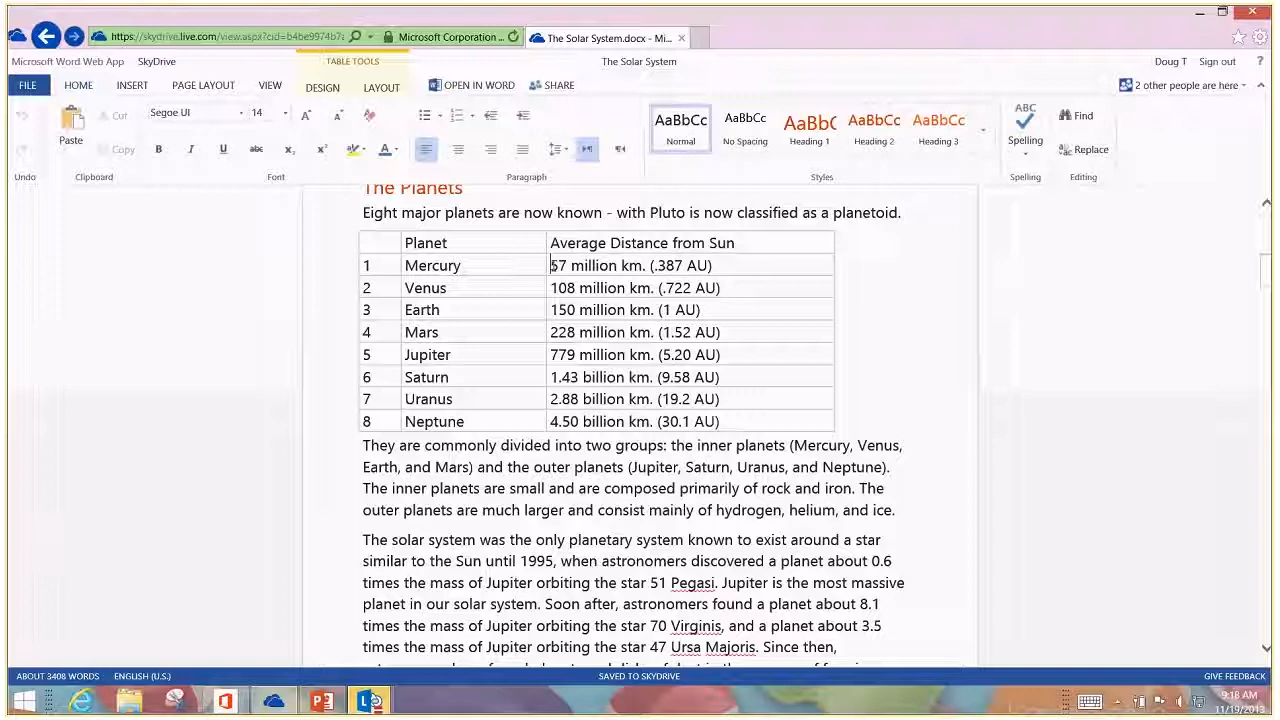 https://skydrive.live.com/view.aspx?cid=b4be9974b7
Microsoft Corporation ...
The Solar System.docx - Mi...
Microsoft Word Web App
SkyDrive
TABLE TOOLS
The Solar System
Doug T
Sign out
?
FILE
HOME
INSERT
PAGE LAYOUT
VIEW
DESIGN
LAYOUT
OPEN IN WORD
SHARE
2 other people are here
Paste
Cut
Copy
Segoe UI
14
B I U abc x₂ x²
AaBbCc
Normal
AaBbCc
No Spacing
AaBbC
Heading 1
AaBbCc
Heading 2
AaBbCc
Heading 3
ABC
Spelling
Find
Replace
Undo
Clipboard
Font
Paragraph
Styles
Spelling
Editing
The Planets
Eight major planets are now known - with Pluto is now classified as a planetoid.
Planet Average Distance from Sun
1 Mercury 57 million km. (.387 AU)
2 Venus 108 million km. (.722 AU)
3 Earth 150 million km. (1 AU)
4 Mars 228 million km. (1.52 AU)
5 Jupiter 779 million km. (5.20 AU)
6 Saturn 1.43 billion km. (9.58 AU)
7 Uranus 2.88 billion km. (19.2 AU)
8 Neptune 4.50 billion km. (30.1 AU)
They are commonly divided into two groups: the inner planets (Mercury, Venus,
Earth, and Mars) and the outer planets (Jupiter, Saturn, Uranus, and Neptune).
The inner planets are small and are composed primarily of rock and iron. The
outer planets are much larger and consist mainly of hydrogen, helium, and ice.
The solar system was the only planetary system known to exist around a star
similar to the Sun until 1995, when astronomers discovered a planet about 0.6
times the mass of Jupiter orbiting the star 51 Pegasi. Jupiter is the most massive
planet in our solar system. Soon after, astronomers found a planet about 8.1
times the mass of Jupiter orbiting the star 70 Virginis, and a planet about 3.5
times the mass of Jupiter orbiting the star 47 Ursa Majoris. Since then,
ABOUT 3408 WORDS
ENGLISH (U.S.)
SAVED TO SKYDRIVE
GIVE FEEDBACK
9:18 AM
11/19/2013